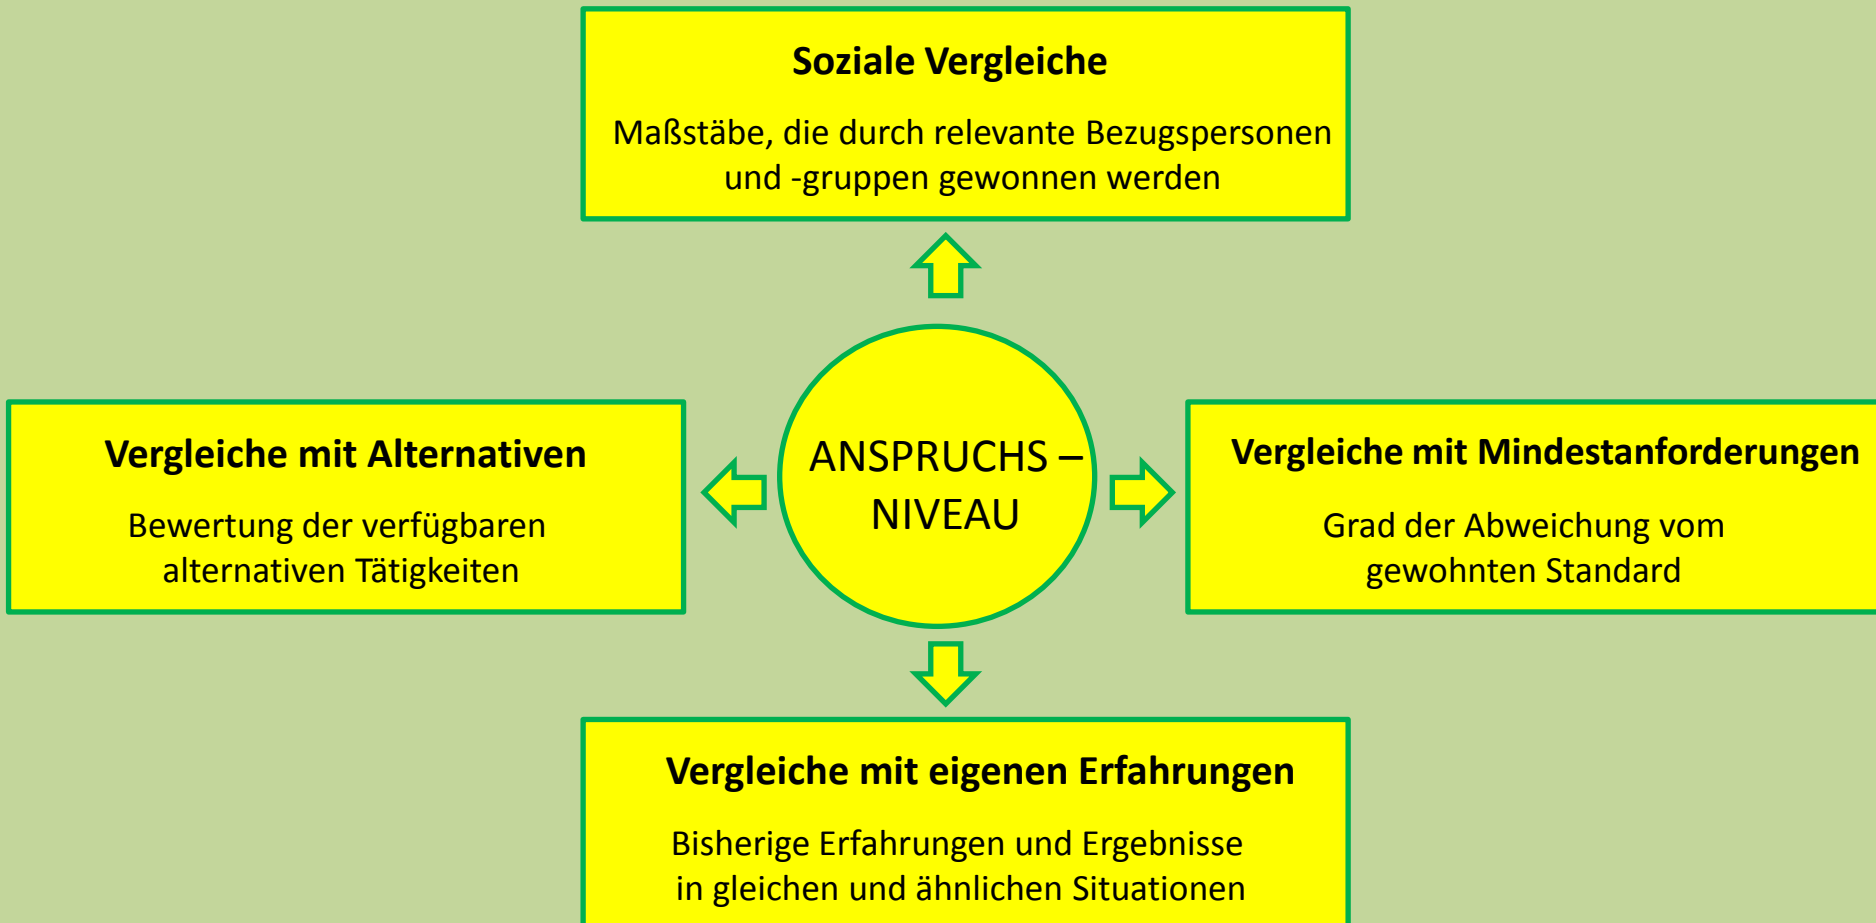 Soziale Vergleiche
Maßstäbe, die durch relevante Bezugspersonen
und -gruppen gewonnen werden
Vergleiche mit Alternativen
Bewertung der verfügbaren
alternativen Tätigkeiten
ANSPRUCHS –
NIVEAU
Vergleiche mit Mindestanforderungen
Grad der Abweichung vom
gewohnten Standard
Vergleiche mit eigenen Erfahrungen
Bisherige Erfahrungen und Ergebnisse
in gleichen und ähnlichen Situationen